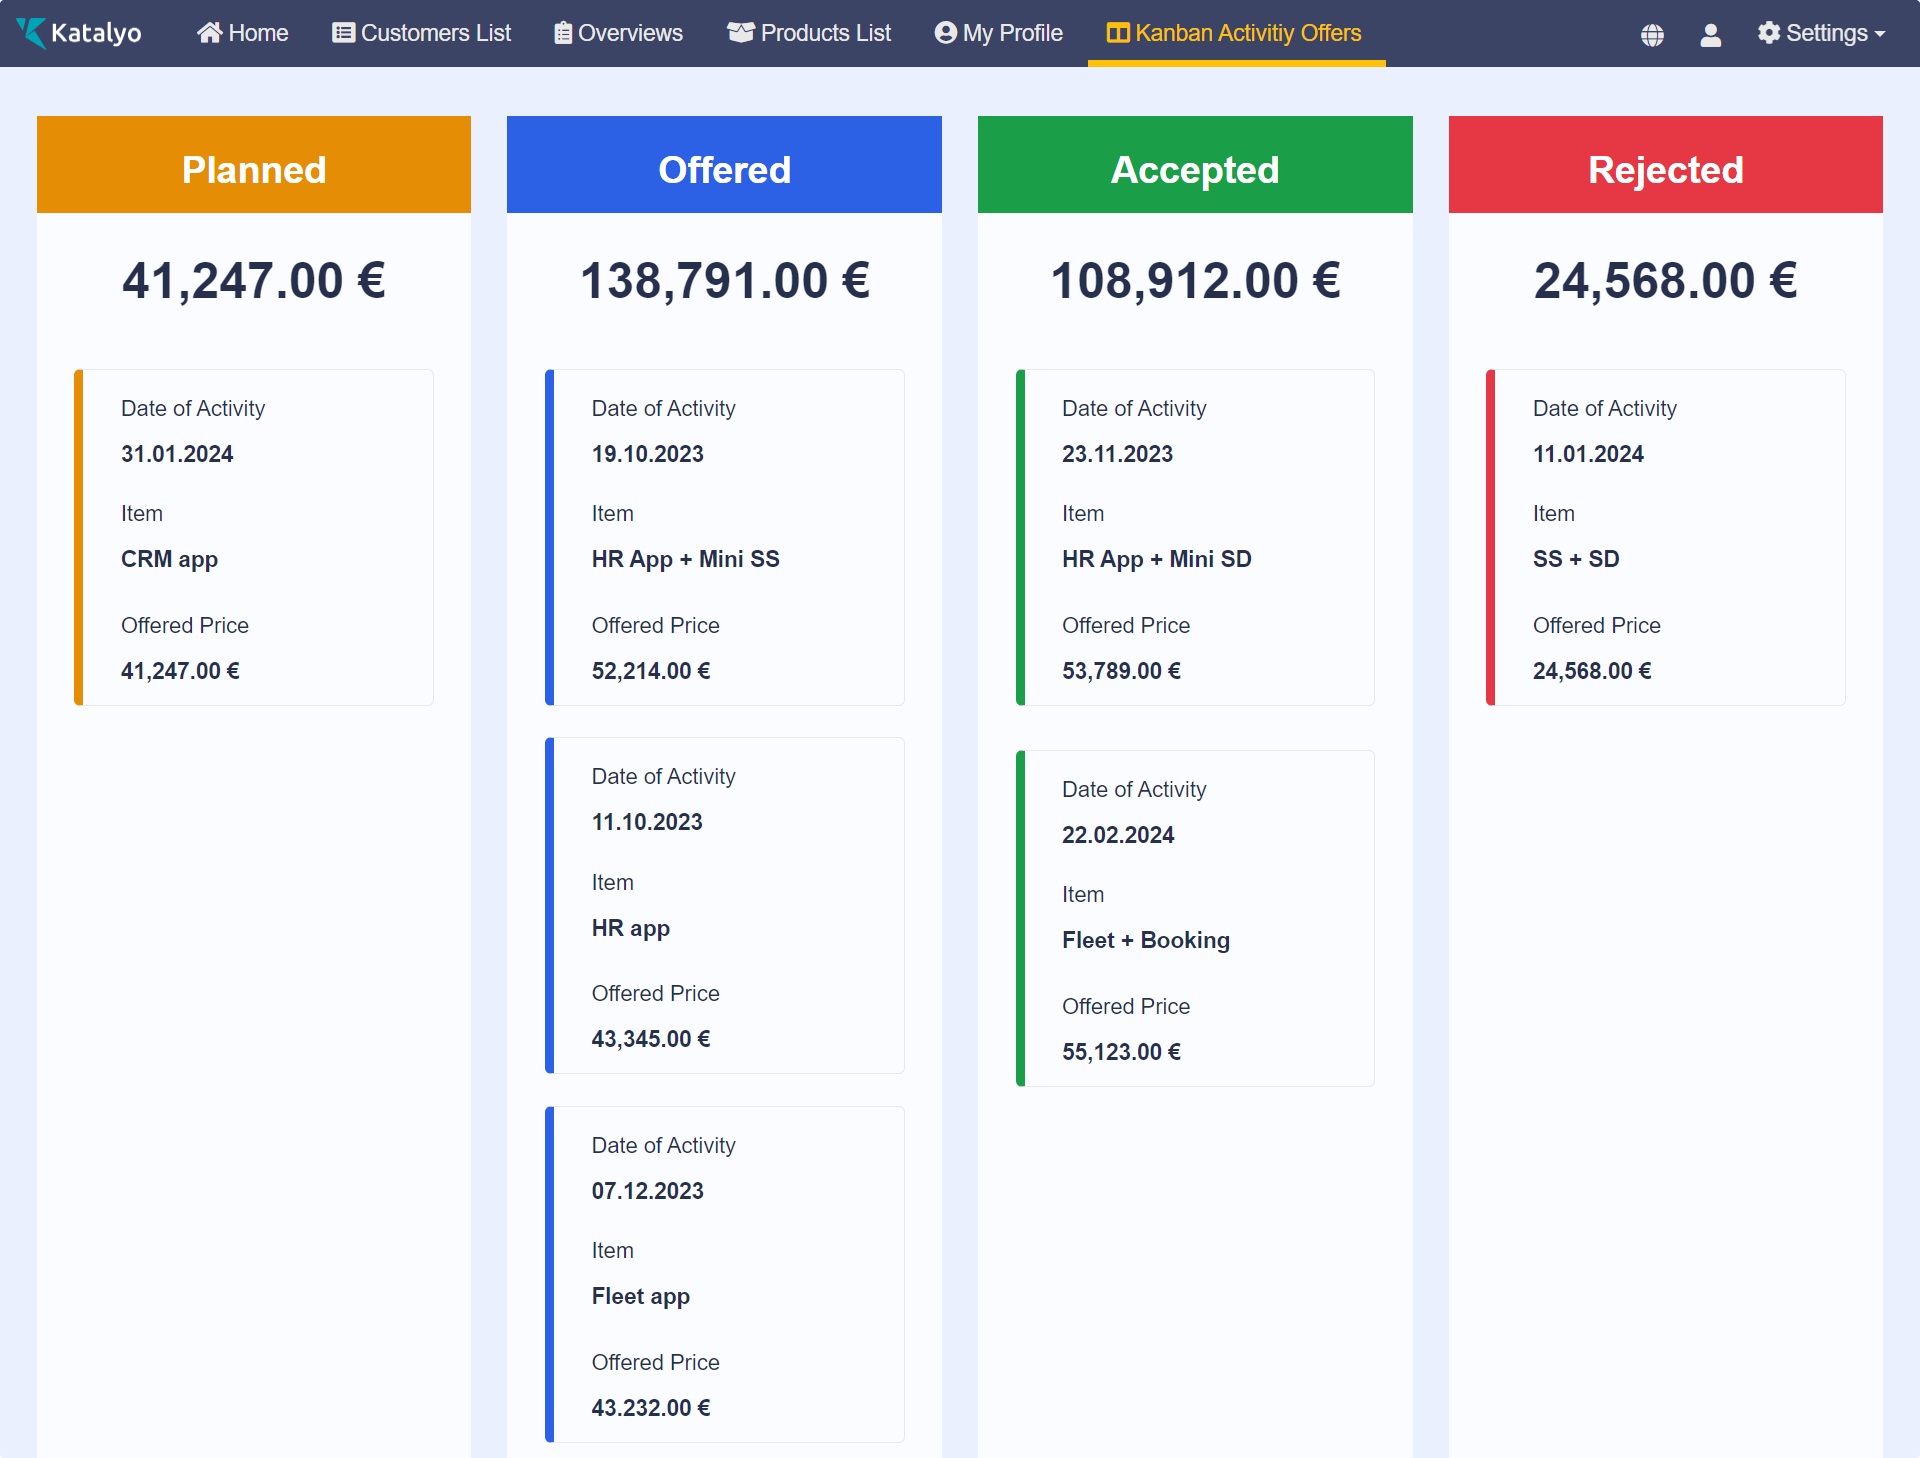 Katalyo Home Customers List Overviews Products List My Profile Kanban Activitiy Offers Settings
Planned
41,247.00 €
Date of Activity
31.01.2024
Item
CRM app
Offered Price
41,247.00 €
Offered
138,791.00 €
Date of Activity
19.10.2023
Item
HR App + Mini SS
Offered Price
52,214.00 €
Date of Activity
11.10.2023
Item
HR app
Offered Price
43,345.00 €
Date of Activity
07.12.2023
Item
Fleet app
Offered Price
43.232.00 €
Accepted
108,912.00 €
Date of Activity
23.11.2023
Item
HR App + Mini SD
Offered Price
53,789.00 €
Date of Activity
22.02.2024
Item
Fleet + Booking
Offered Price
55,123.00 €
Rejected
24,568.00 €
Date of Activity
11.01.2024
Item
SS + SD
Offered Price
24,568.00 €